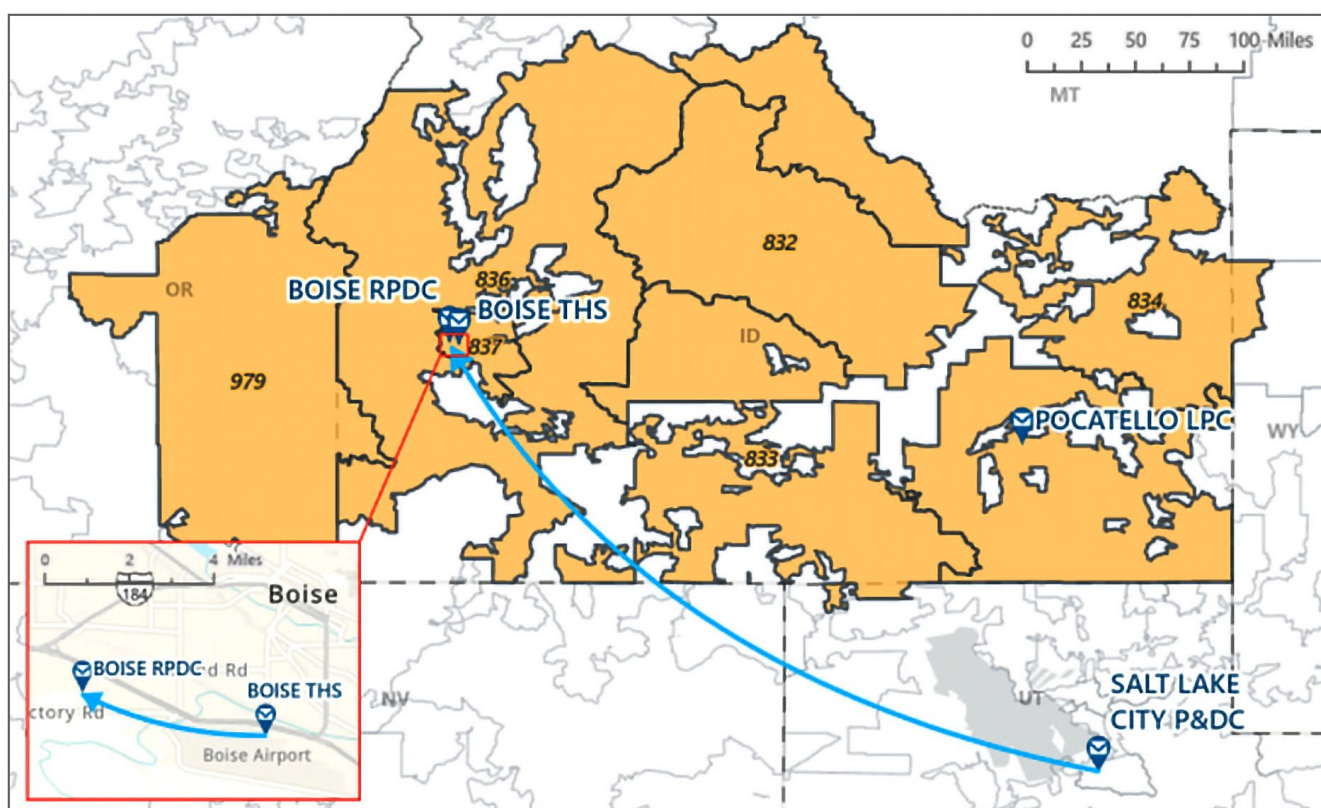 0 25 50 75 100 Miles
MT
832
OR
836
BOISE RPDC
BOISE THS
834
ID
837
979
POCATELLO LPC
WY
833
0 2 4 Miles
184
Boise
BOISE RPDC
d Rd
BOISE THS
ctory Rd
Boise Airport
NV
UT
SALT LAKE
CITY P&DC